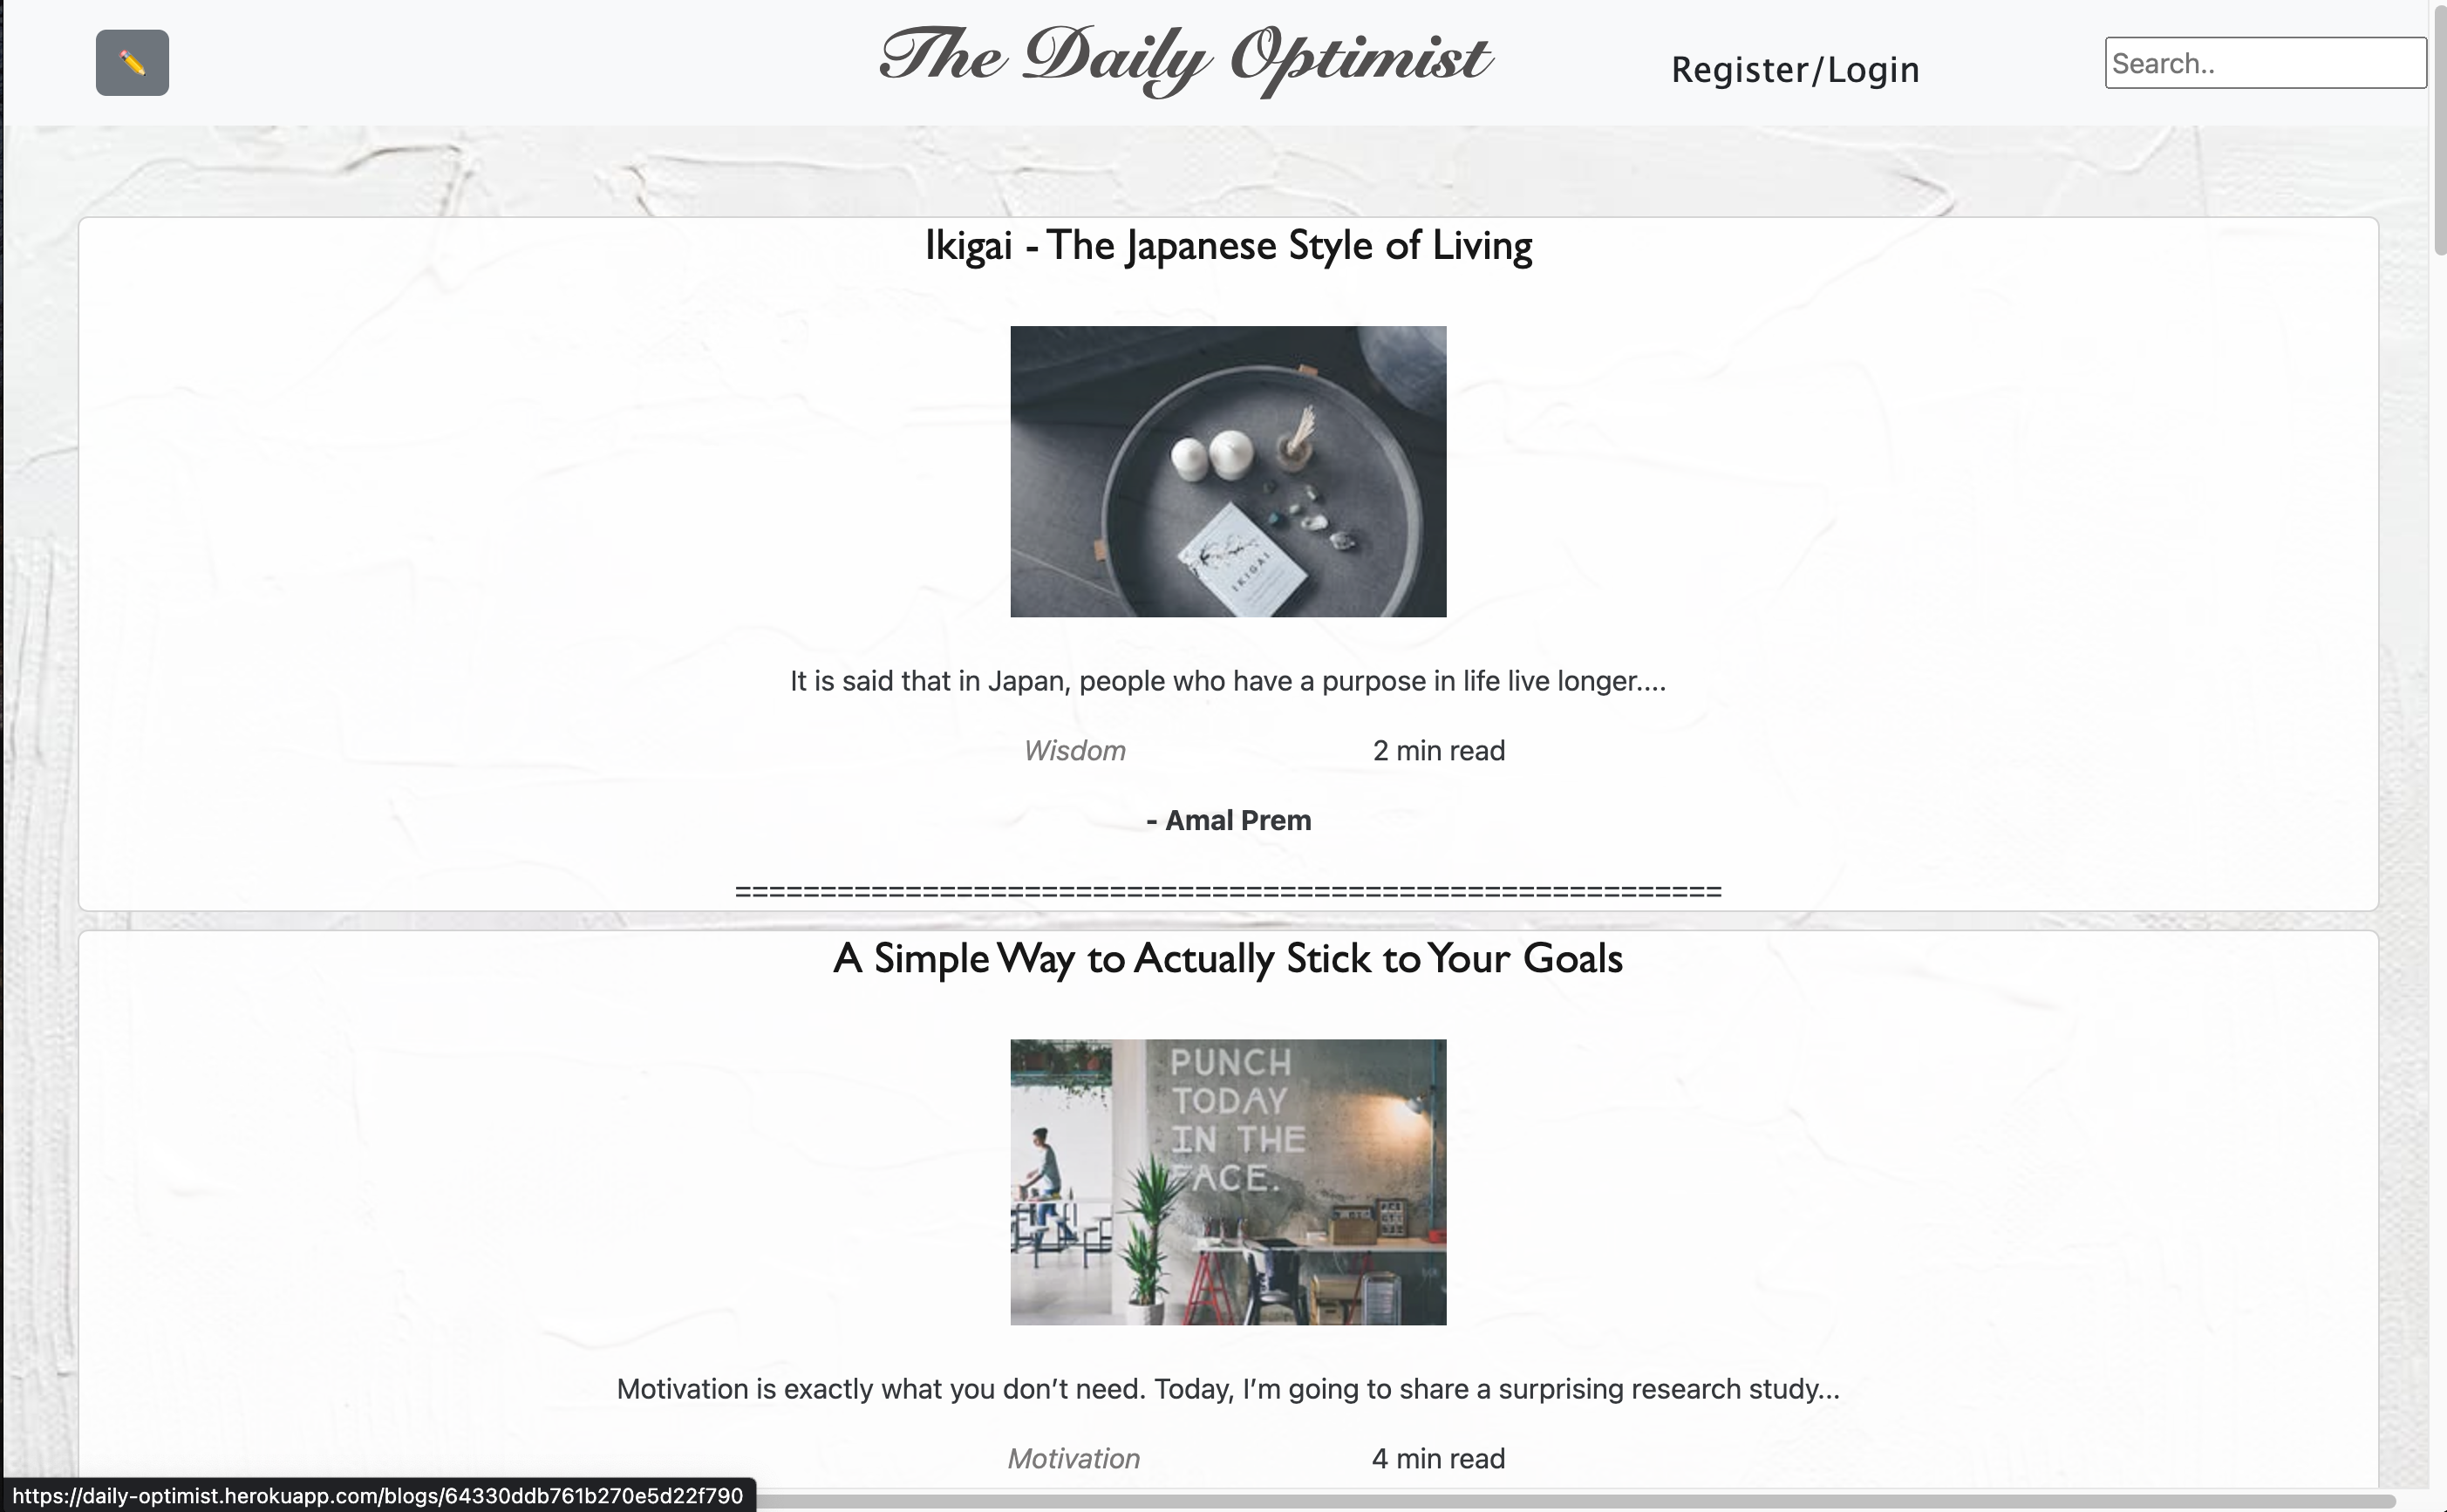 The Daily Optimist
Register/Login
Search..
Ikigai - The Japanese Style of Living
IKIGAI
It is said that in Japan, people who have a purpose in life live longer....
Wisdom 2 min read
- Amal Prem
==========================================================
A Simple Way to Actually Stick to Your Goals
PUNCH
TODAY
IN THE
FACE.
Motivation is exactly what you don’t need. Today, I’m going to share a surprising research study...
Motivation 4 min read
https://daily-optimist.herokuapp.com/blogs/64330ddb761b270e5d22f790